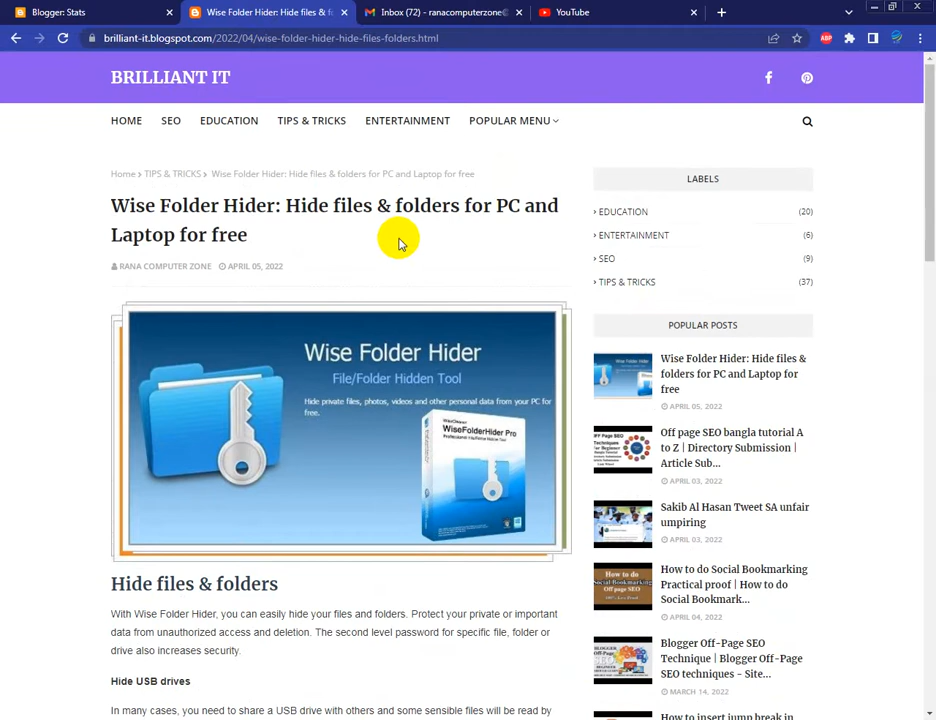 Blogger: Stats
Wise Folder Hider: Hide files & f
Inbox (72) - ranacomputerzone@
YouTube
brilliant-it.blogspot.com/2022/04/wise-folder-hider-hide-files-folders.html
ABP
BRILLIANT IT
HOME SEO EDUCATION TIPS & TRICKS ENTERTAINMENT POPULAR MENU
Home › TIPS & TRICKS › Wise Folder Hider: Hide files & folders for PC and Laptop for free
Wise Folder Hider: Hide files & folders for PC and
Laptop for free
RANA COMPUTER ZONE APRIL 05, 2022
Wise Folder Hider
File/Folder Hidden Tool
Hide private files, photos, videos and other personal data from your PC for
free.
WiseFolderHider Pro
Hide files & folders
With Wise Folder Hider, you can easily hide your files and folders. Protect your private or important
data from unauthorized access and deletion. The second level password for specific file, folder or
drive also increases security.
Hide USB drives
In many cases, you need to share a USB drive with others and some sensible files will be read by
LABELS
EDUCATION (20)
ENTERTAINMENT (6)
SEO (9)
TIPS & TRICKS (37)
POPULAR POSTS
Wise Folder Hider: Hide files &
folders for PC and Laptop for
free
APRIL 05, 2022
Off page SEO bangla tutorial A
to Z | Directory Submission |
Article Sub...
APRIL 03, 2022
Sakib Al Hasan Tweet SA unfair
umpiring
APRIL 03, 2022
How to do Social Bookmarking
Practical proof | How to do
Social Bookmark...
APRIL 04, 2022
Blogger Off-Page SEO
Technique | Blogger Off-Page
SEO techniques - Site...
MARCH 14, 2022
How to insert jump break in